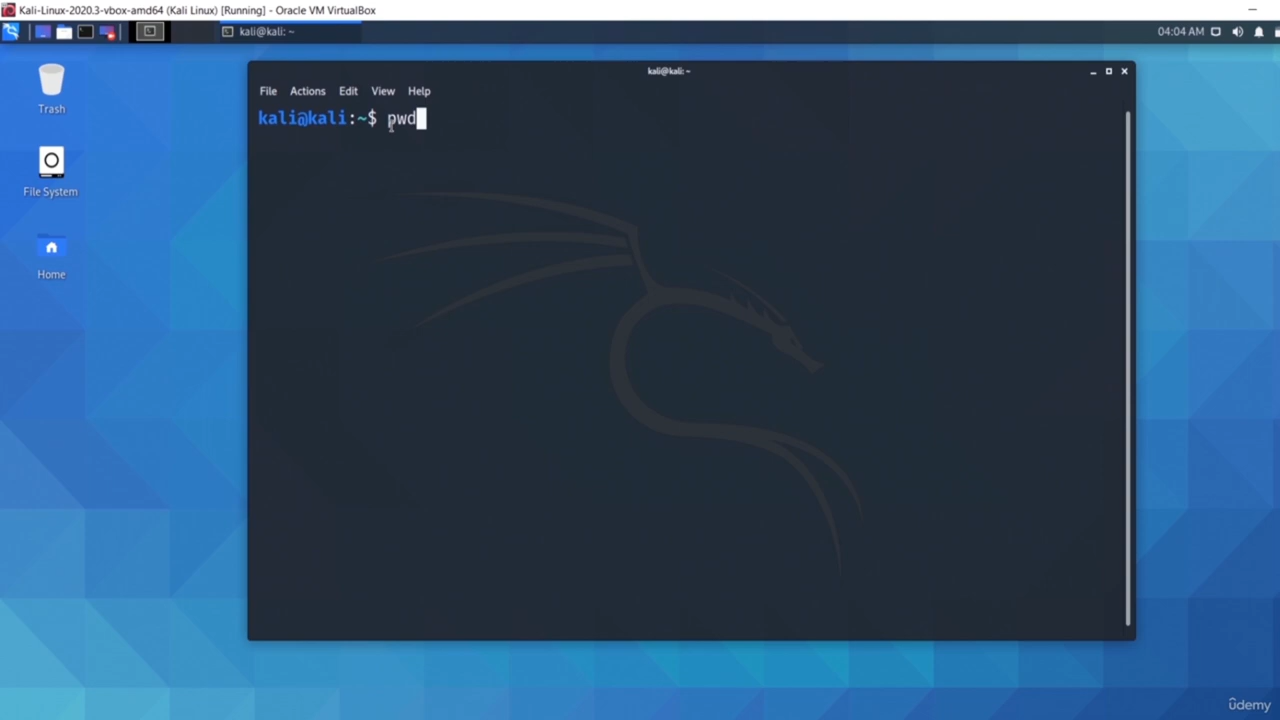 Kali-Linux-2020.3-vbox-amd64 (Kali Linux) [Running] - Oracle VM VirtualBox
kali@kali: ~
04:04 AM
kali@kali: ~
Trash
File Actions Edit View Help
kali@kali:~$ pwd
File System
Home
ûdemy